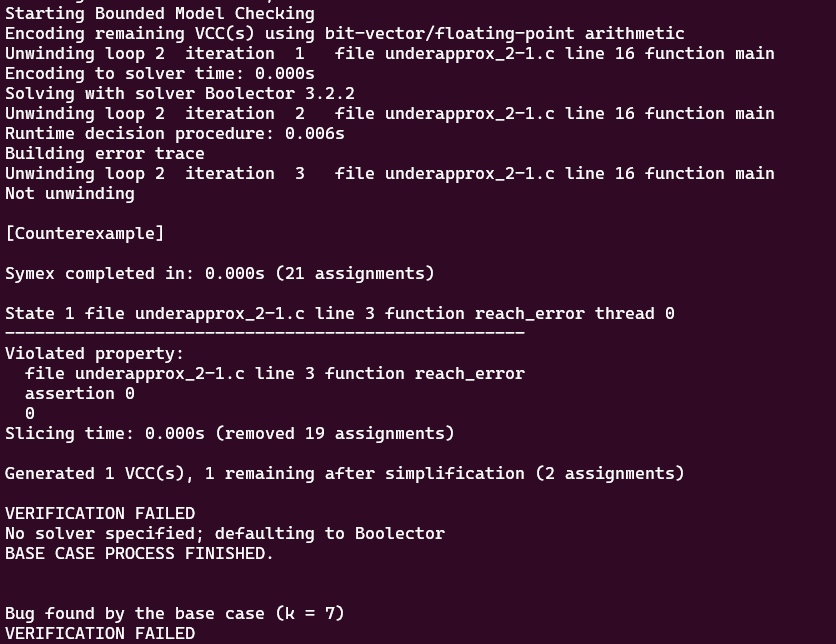 Starting Bounded Model Checking
Encoding remaining VCC(s) using bit-vector/floating-point arithmetic
Unwinding loop 2  iteration  1   file underapprox_2-1.c line 16 function main
Encoding to solver time: 0.000s
Solving with solver Boolector 3.2.2
Unwinding loop 2  iteration  2   file underapprox_2-1.c line 16 function main
Runtime decision procedure: 0.006s
Building error trace
Unwinding loop 2  iteration  3   file underapprox_2-1.c line 16 function main
Not unwinding
[Counterexample]
Symex completed in: 0.000s (21 assignments)
State 1 file underapprox_2-1.c line 3 function reach_error thread 0
----------------------------------------------------
Violated property:
  file underapprox_2-1.c line 3 function reach_error
  assertion 0
  0
Slicing time: 0.000s (removed 19 assignments)
Generated 1 VCC(s), 1 remaining after simplification (2 assignments)
VERIFICATION FAILED
No solver specified; defaulting to Boolector
BASE CASE PROCESS FINISHED.
Bug found by the base case (k = 7)
VERIFICATION FAILED